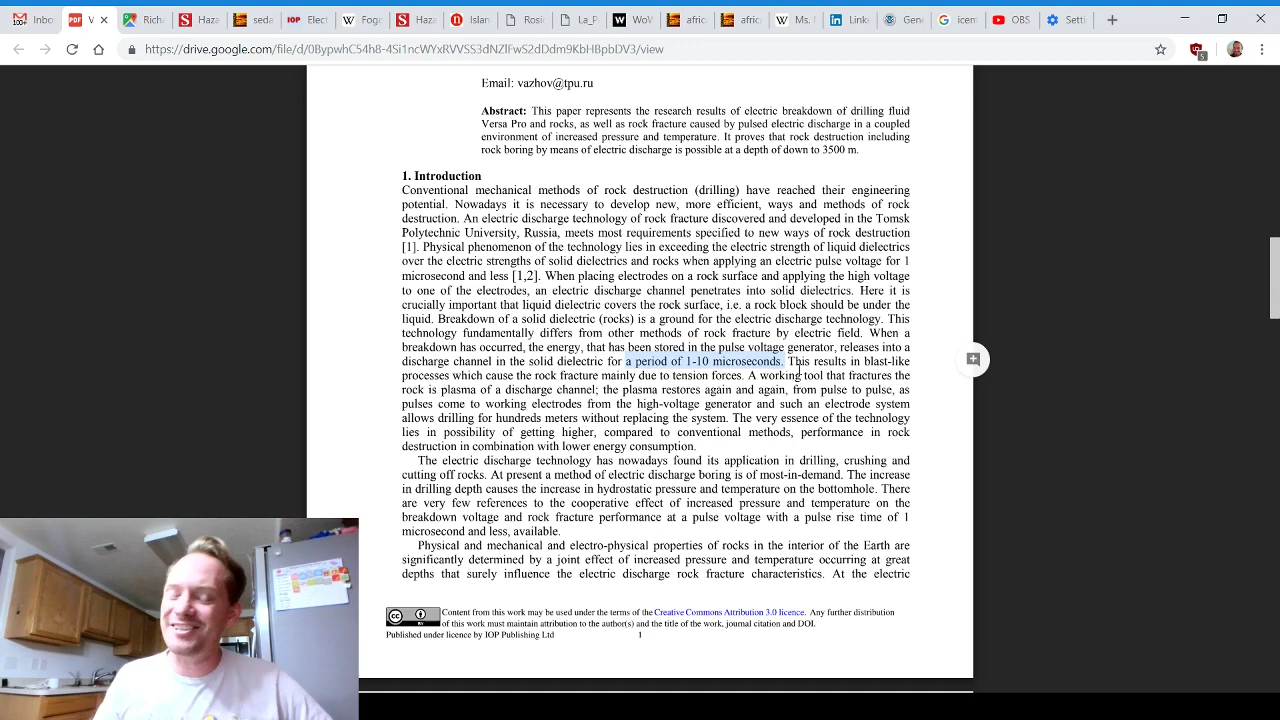 Inbo
V
Rich
Haza
seda
Elect
Fogo
Haza
Islan
Rosi
La_P
WoW
afric
afric
Ms. I
Linke
Gene
icem
OBS
Setti
https://drive.google.com/file/d/0BypwhC54h8-4Si1ncWYxRVVSS3dNZlFwS2dDdm9KbHBpbDV3/view
Email: vazhov@tpu.ru
Abstract: This paper represents the research results of electric breakdown of drilling fluid
Versa Pro and rocks, as well as rock fracture caused by pulsed electric discharge in a coupled
environment of increased pressure and temperature. It proves that rock destruction including
rock boring by means of electric discharge is possible at a depth of down to 3500 m.
1. Introduction
Conventional mechanical methods of rock destruction (drilling) have reached their engineering
potential. Nowadays it is necessary to develop new, more efficient, ways and methods of rock
destruction. An electric discharge technology of rock fracture discovered and developed in the Tomsk
Polytechnic University, Russia, meets most requirements specified to new ways of rock destruction
[1]. Physical phenomenon of the technology lies in exceeding the electric strength of liquid dielectrics
over the electric strengths of solid dielectrics and rocks when applying an electric pulse voltage for 1
microsecond and less [1,2]. When placing electrodes on a rock surface and applying the high voltage
to one of the electrodes, an electric discharge channel penetrates into solid dielectrics. Here it is
crucially important that liquid dielectric covers the rock surface, i.e. a rock block should be under the
liquid. Breakdown of a solid dielectric (rocks) is a ground for the electric discharge technology. This
technology fundamentally differs from other methods of rock fracture by electric field. When a
breakdown has occurred, the energy, that has been stored in the pulse voltage generator, releases into a
discharge channel in the solid dielectric for a period of 1-10 microseconds. This results in blast-like
processes which cause the rock fracture mainly due to tension forces. A working tool that fractures the
rock is plasma of a discharge channel; the plasma restores again and again, from pulse to pulse, as
pulses come to working electrodes from the high-voltage generator and such an electrode system
allows drilling for hundreds meters without replacing the system. The very essence of the technology
lies in possibility of getting higher, compared to conventional methods, performance in rock
destruction in combination with lower energy consumption.
The electric discharge technology has nowadays found its application in drilling, crushing and
cutting off rocks. At present a method of electric discharge boring is of most-in-demand. The increase
in drilling depth causes the increase in hydrostatic pressure and temperature on the bottomhole. There
are very few references to the cooperative effect of increased pressure and temperature on the
breakdown voltage and rock fracture performance at a pulse voltage with a pulse rise time of 1
microsecond and less, available.
Physical and mechanical and electro-physical properties of rocks in the interior of the Earth are
significantly determined by a joint effect of increased pressure and temperature occurring at great
depths that surely influence the electric discharge rock fracture characteristics. At the electric
Content from this work may be used under the terms of the Creative Commons Attribution 3.0 licence. Any further distribution
of this work must maintain attribution to the author(s) and the title of the work, journal citation and DOI.
Published under licence by IOP Publishing Ltd 1